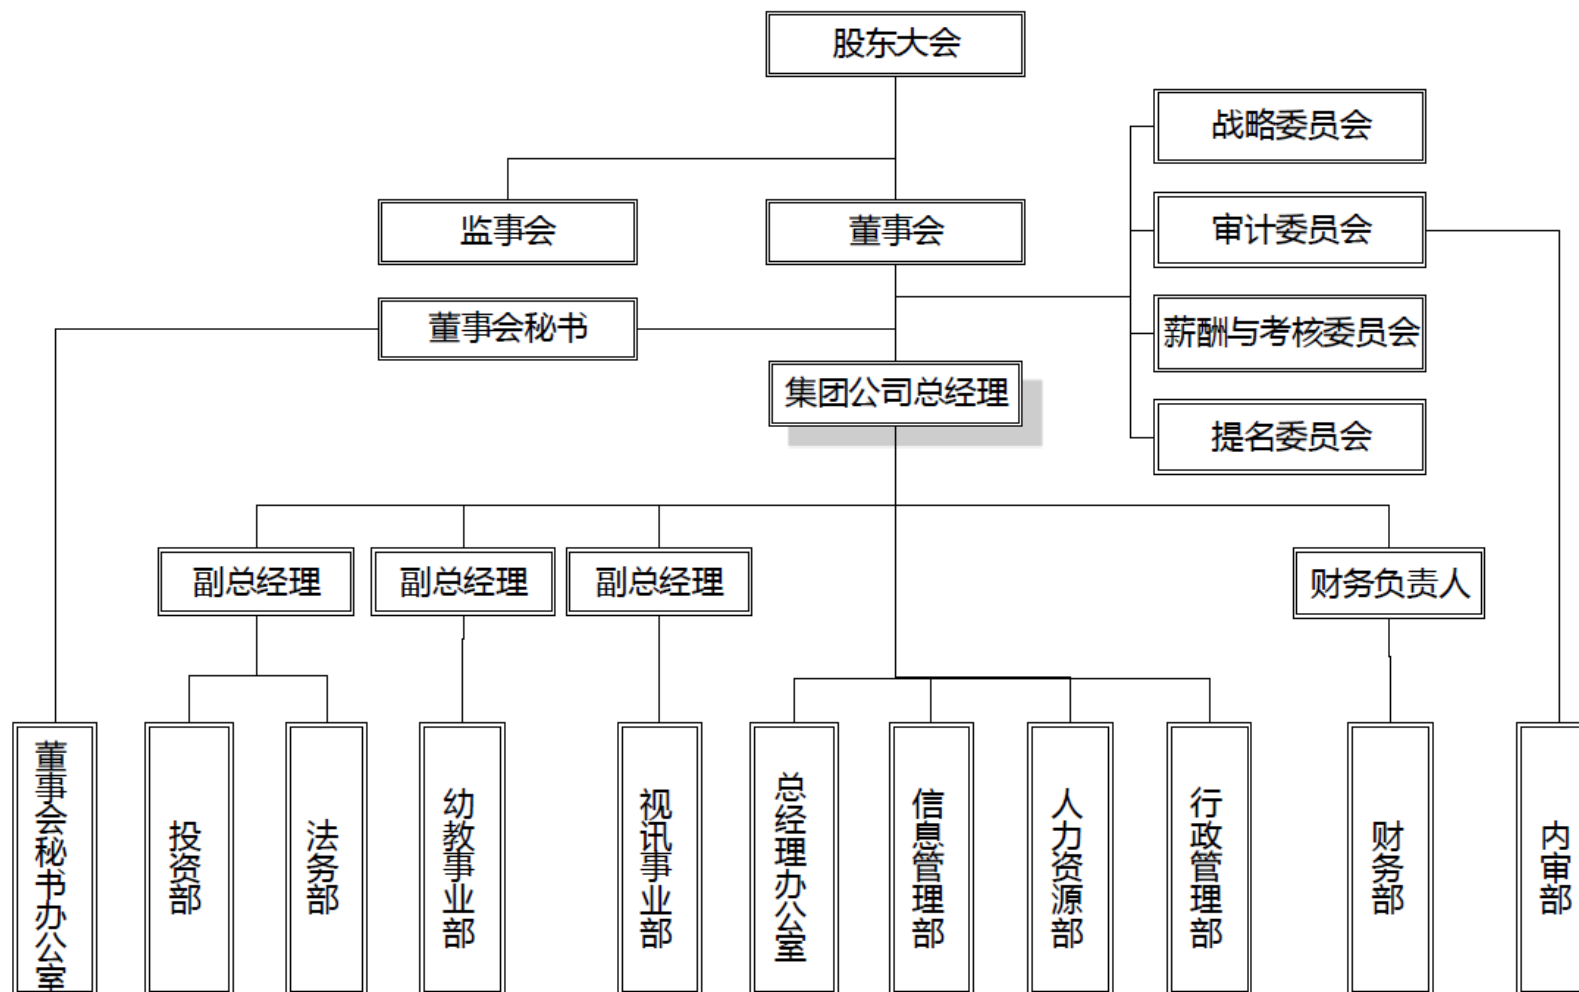 股东大会
战略委员会
监事会
董事会
审计委员会
董事会秘书
薪酬与考核委员会
集团公司总经理
提名委员会
副总经理
副总经理
副总经理
财务负责人
董事会秘书办公室
投资部
法务部
幼教事业部
视讯事业部
总经理办公室
信息管理部
人力资源部
行政管理部
财务部
内审部